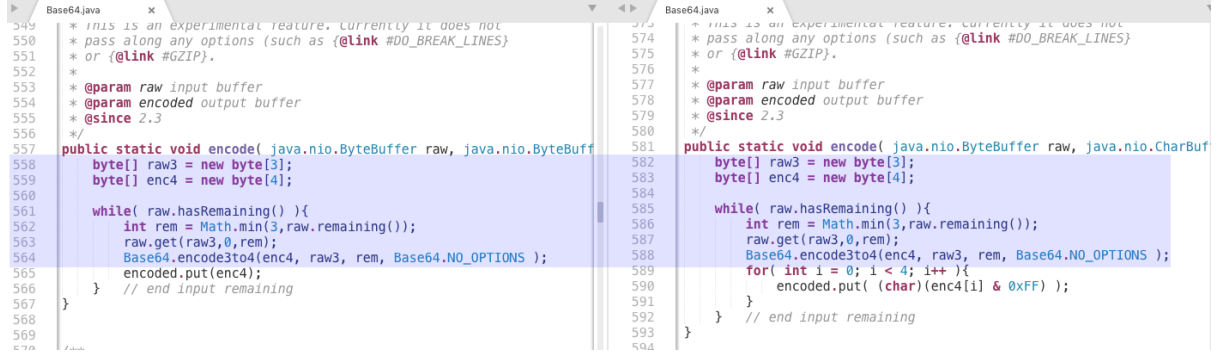 Base64.java ×
549 * This is an experimental feature. Currently it does not
550 * pass along any options (such as {@link #DO_BREAK_LINES}
551 * or {@link #GZIP}.
552 *
553 * @param raw input buffer
554 * @param encoded output buffer
555 * @since 2.3
556 */
557 public static void encode( java.nio.ByteBuffer raw, java.nio.ByteBuff
558 byte[] raw3 = new byte[3];
559 byte[] enc4 = new byte[4];
560
561 while( raw.hasRemaining() ){
562 int rem = Math.min(3,raw.remaining());
563 raw.get(raw3,0,rem);
564 Base64.encode3to4(enc4, raw3, rem, Base64.NO_OPTIONS );
565 encoded.put(enc4);
566 } // end input remaining
567 }
568
569
570 /**
Base64.java ×
573 * This is an experimental feature. Currently it does not
574 * pass along any options (such as {@link #DO_BREAK_LINES}
575 * or {@link #GZIP}.
576 *
577 * @param raw input buffer
578 * @param encoded output buffer
579 * @since 2.3
580 */
581 public static void encode( java.nio.ByteBuffer raw, java.nio.CharBuf
582 byte[] raw3 = new byte[3];
583 byte[] enc4 = new byte[4];
584
585 while( raw.hasRemaining() ){
586 int rem = Math.min(3,raw.remaining());
587 raw.get(raw3,0,rem);
588 Base64.encode3to4(enc4, raw3, rem, Base64.NO_OPTIONS );
589 for( int i = 0; i < 4; i++ ){
590 encoded.put( (char)(enc4[i] & 0xFF) );
591 }
592 } // end input remaining
593 }
594